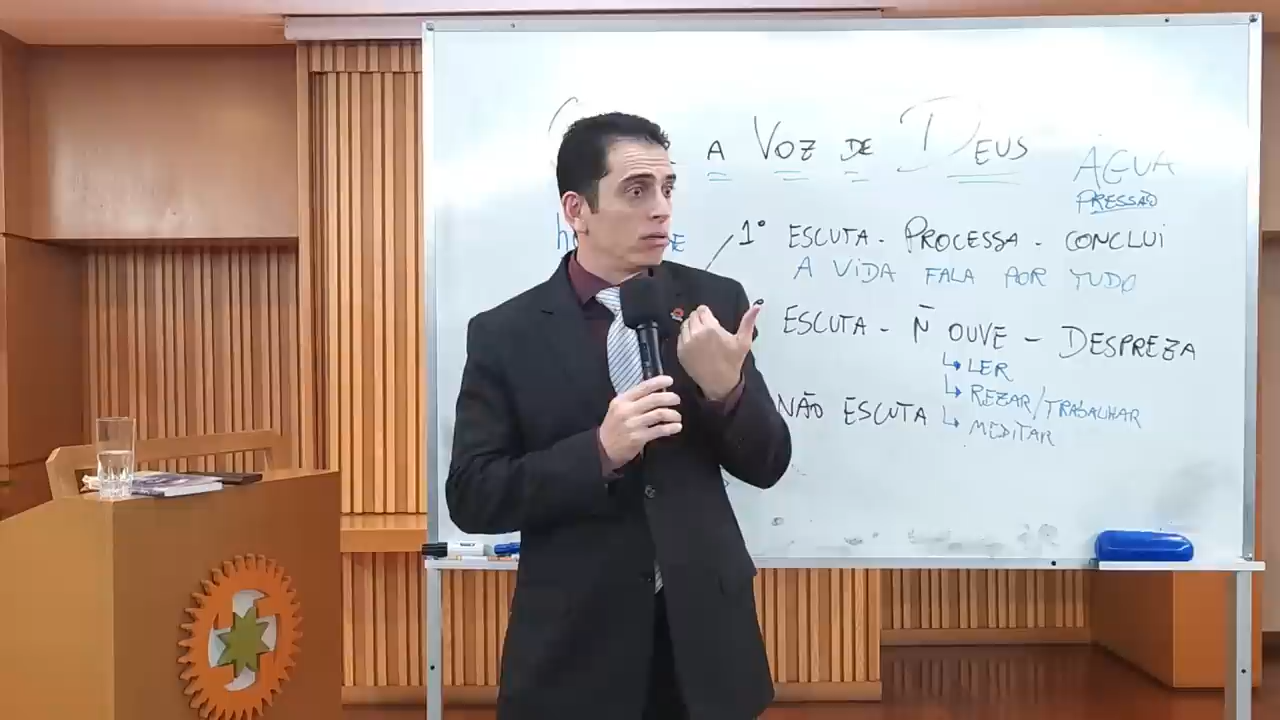 A VOZ DE DEUS
ÁGUA
PRESSÃO
1º ESCUTA - PROCESSA - CONCLUI
A VIDA FALA POR TUDO
ESCUTA - Ñ OUVE - DESPREZA
↳ LER
↳ REZAR/TRABALHAR
NÃO ESCUTA ↳ MEDITAR